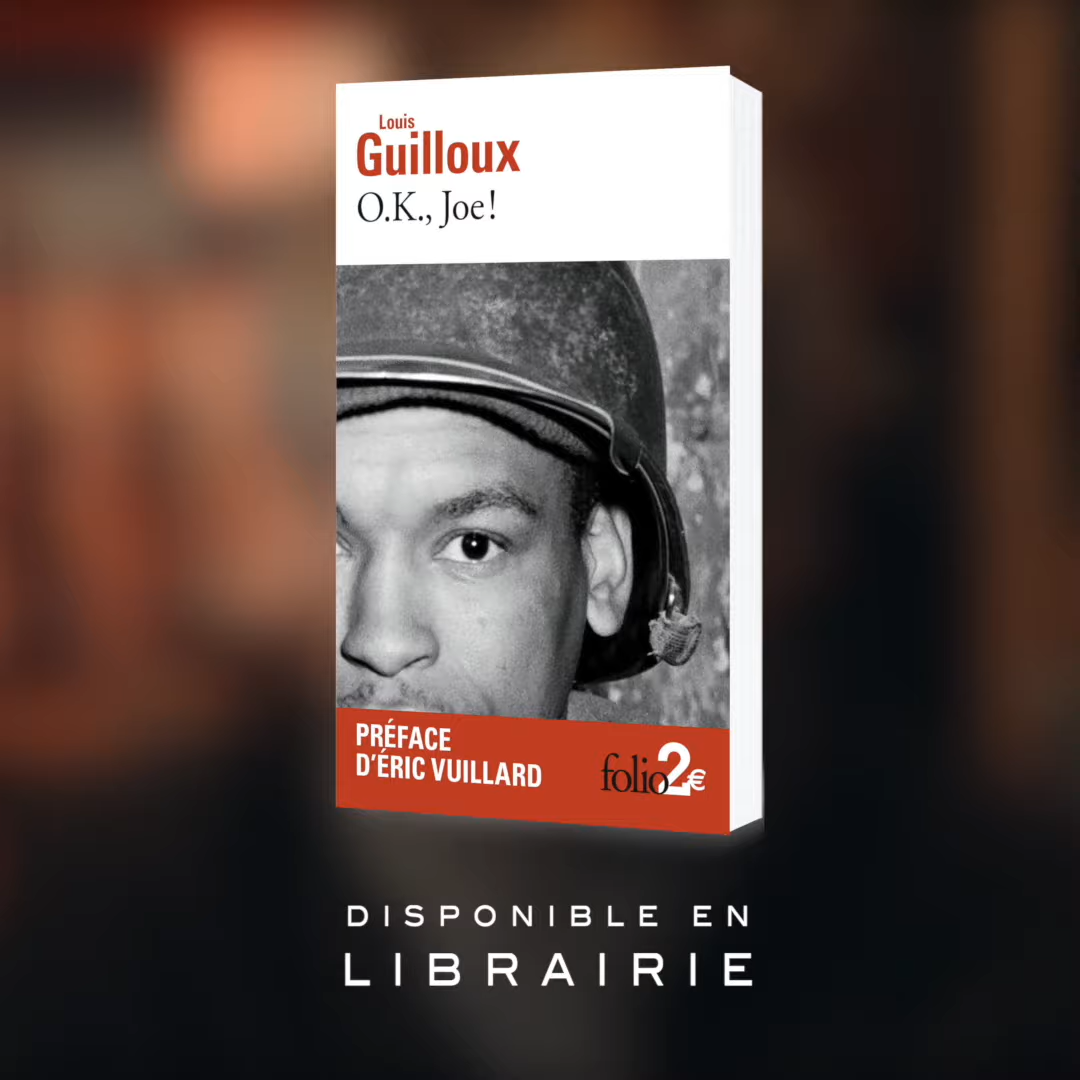 Louis
Guilloux
O.K., Joe!
PRÉFACE
D'ÉRIC VUILLARD
folio2€
DISPONIBLE EN
LIBRAIRIE